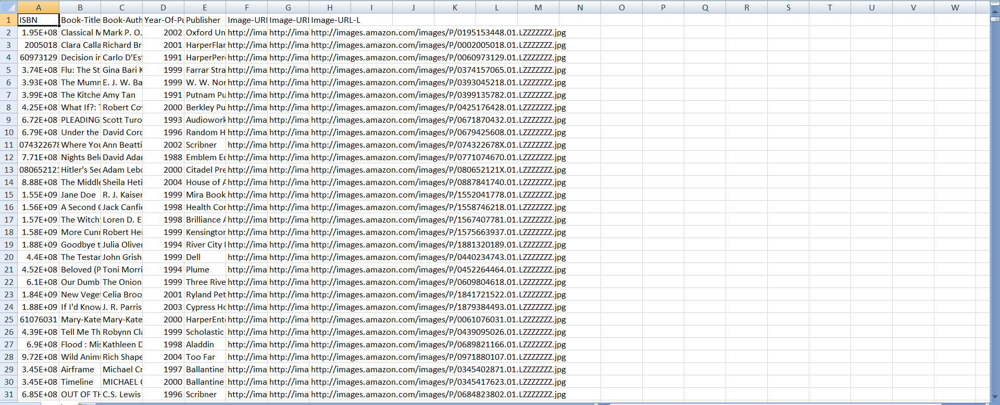 A B C D E F G H I J K L M N O P Q R S T U V W
1 ISBN Book-Title Book-Auth Year-Of-Pu Publisher Image-URI Image-URI Image-URL-L
2 1.95E+08 Classical M Mark P. O. 2002 Oxford Un http://ima http://ima http://images.amazon.com/images/P/0195153448.01.LZZZZZZZ.jpg
3 2005018 Clara Calla Richard Br 2001 HarperFlar http://ima http://ima http://images.amazon.com/images/P/0002005018.01.LZZZZZZZ.jpg
4 60973129 Decision in Carlo D'Est 1991 HarperPer http://ima http://ima http://images.amazon.com/images/P/0060973129.01.LZZZZZZZ.jpg
5 3.74E+08 Flu: The St Gina Bari K 1999 Farrar Stra http://ima http://ima http://images.amazon.com/images/P/0374157065.01.LZZZZZZZ.jpg
6 3.93E+08 The Mumn E. J. W. Ba 1999 W. W. Nor http://ima http://ima http://images.amazon.com/images/P/0393045218.01.LZZZZZZZ.jpg
7 3.99E+08 The Kitche Amy Tan 1991 Putnam Pu http://ima http://ima http://images.amazon.com/images/P/0399135782.01.LZZZZZZZ.jpg
8 4.25E+08 What If?: T Robert Cov 2000 Berkley Pu http://ima http://ima http://images.amazon.com/images/P/0425176428.01.LZZZZZZZ.jpg
9 6.72E+08 PLEADING Scott Turo 1993 Audiowork http://ima http://ima http://images.amazon.com/images/P/0671870432.01.LZZZZZZZ.jpg
10 6.79E+08 Under the David Cord 1996 Random H http://ima http://ima http://images.amazon.com/images/P/0679425608.01.LZZZZZZZ.jpg
11 074322678 Where You Ann Beatti 2002 Scribner http://ima http://ima http://images.amazon.com/images/P/074322678X.01.LZZZZZZZ.jpg
12 7.71E+08 Nights Bel David Adar 1988 Emblem Ec http://ima http://ima http://images.amazon.com/images/P/0771074670.01.LZZZZZZZ.jpg
13 080652121 Hitler's Sec Adam Lebo 2000 Citadel Pre http://ima http://ima http://images.amazon.com/images/P/080652121X.01.LZZZZZZZ.jpg
14 8.88E+08 The Middle Sheila Heti 2004 House of A http://ima http://ima http://images.amazon.com/images/P/0887841740.01.LZZZZZZZ.jpg
15 1.55E+09 Jane Doe R. J. Kaiser 1999 Mira Book http://ima http://ima http://images.amazon.com/images/P/1552041778.01.LZZZZZZZ.jpg
16 1.56E+09 A Second C Jack Canfie 1998 Health Cor http://ima http://ima http://images.amazon.com/images/P/1558746218.01.LZZZZZZZ.jpg
17 1.57E+09 The Witch Loren D. E 1998 Brilliance A http://ima http://ima http://images.amazon.com/images/P/1567407781.01.LZZZZZZZ.jpg
18 1.58E+09 More Cunr Robert Her 1999 Kensington http://ima http://ima http://images.amazon.com/images/P/1575663937.01.LZZZZZZZ.jpg
19 1.88E+09 Goodbye t Julia Oliver 1994 River City http://ima http://ima http://images.amazon.com/images/P/1881320189.01.LZZZZZZZ.jpg
20 4.4E+08 The Testar John Grish 1999 Dell http://ima http://ima http://images.amazon.com/images/P/0440234743.01.LZZZZZZZ.jpg
21 4.52E+08 Beloved (P Toni Morri 1994 Plume http://ima http://ima http://images.amazon.com/images/P/0452264464.01.LZZZZZZZ.jpg
22 6.1E+08 Our Dumb The Onion 1999 Three Rive http://ima http://ima http://images.amazon.com/images/P/0609804618.01.LZZZZZZZ.jpg
23 1.84E+09 New Veget Celia Broo 2001 Ryland Pet http://ima http://ima http://images.amazon.com/images/P/1841721522.01.LZZZZZZZ.jpg
24 1.88E+09 If I'd Know J. R. Parris 2003 Cypress Ho http://ima http://ima http://images.amazon.com/images/P/1879384493.01.LZZZZZZZ.jpg
25 61076031 Mary-Kate Mary-Kate 2000 HarperEnt http://ima http://ima http://images.amazon.com/images/P/0061076031.01.LZZZZZZZ.jpg
26 4.39E+08 Tell Me Th Robynn Cla 1999 Scholastic http://ima http://ima http://images.amazon.com/images/P/0439095026.01.LZZZZZZZ.jpg
27 6.9E+08 Flood : Mis Kathleen D 1998 Aladdin http://ima http://ima http://images.amazon.com/images/P/0689821166.01.LZZZZZZZ.jpg
28 9.72E+08 Wild Anim Rich Shape 2004 Too Far http://ima http://ima http://images.amazon.com/images/P/0971880107.01.LZZZZZZZ.jpg
29 3.45E+08 Airframe Michael Cr 1997 Ballantine http://ima http://ima http://images.amazon.com/images/P/0345402871.01.LZZZZZZZ.jpg
30 3.45E+08 Timeline MICHAEL C 2000 Ballantine http://ima http://ima http://images.amazon.com/images/P/0345417623.01.LZZZZZZZ.jpg
31 6.85E+08 OUT OF TH C.S. Lewis 1996 Scribner http://ima http://ima http://images.amazon.com/images/P/0684823802.01.LZZZZZZZ.jpg